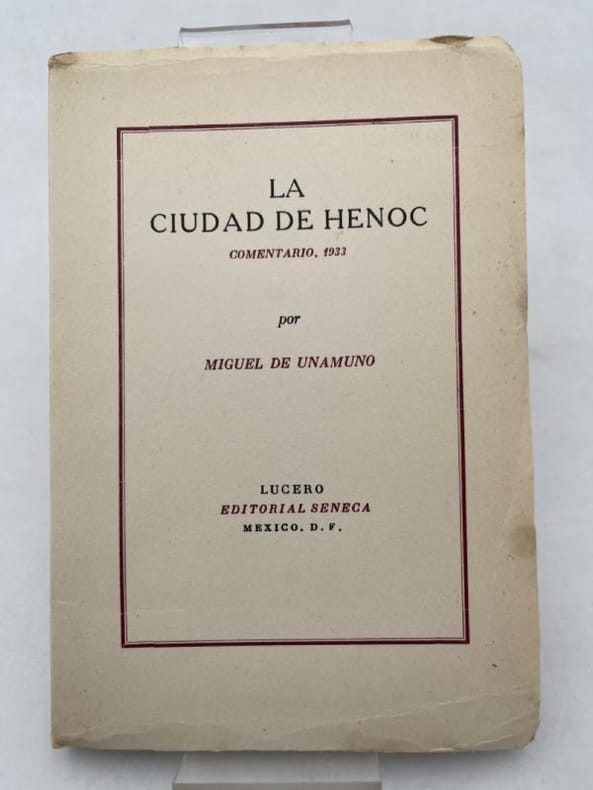 LA
CIUDAD DE HENOC
COMENTARIO, 1933
por
MIGUEL DE UNAMUNO
LUCERO
EDITORIAL SENECA
MEXICO. D. F.